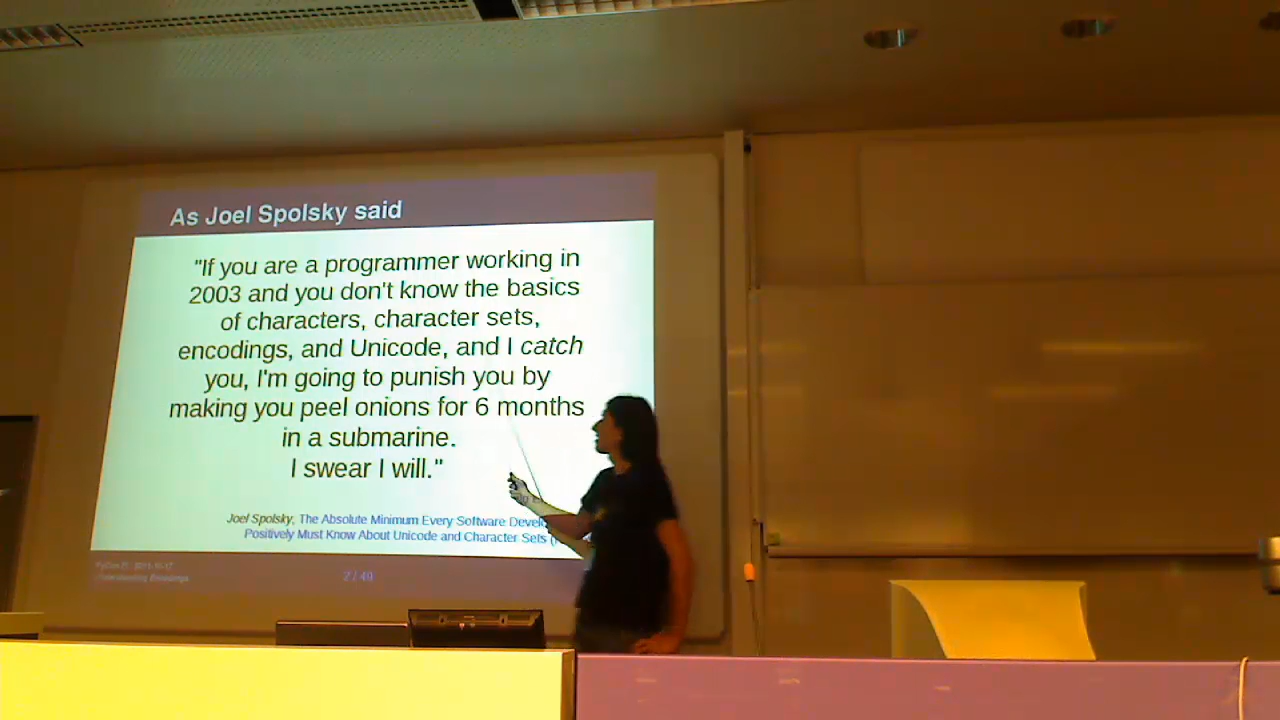 As Joel Spolsky said
"If you are a programmer working in
2003 and you don't know the basics
of characters, character sets,
encodings, and Unicode, and I catch
you, I'm going to punish you by
making you peel onions for 6 months
in a submarine.
I swear I will."
Joel Spolsky, The Absolute Minimum Every Software
Positively Must Know About Unicode and Character Sets
2 / 49